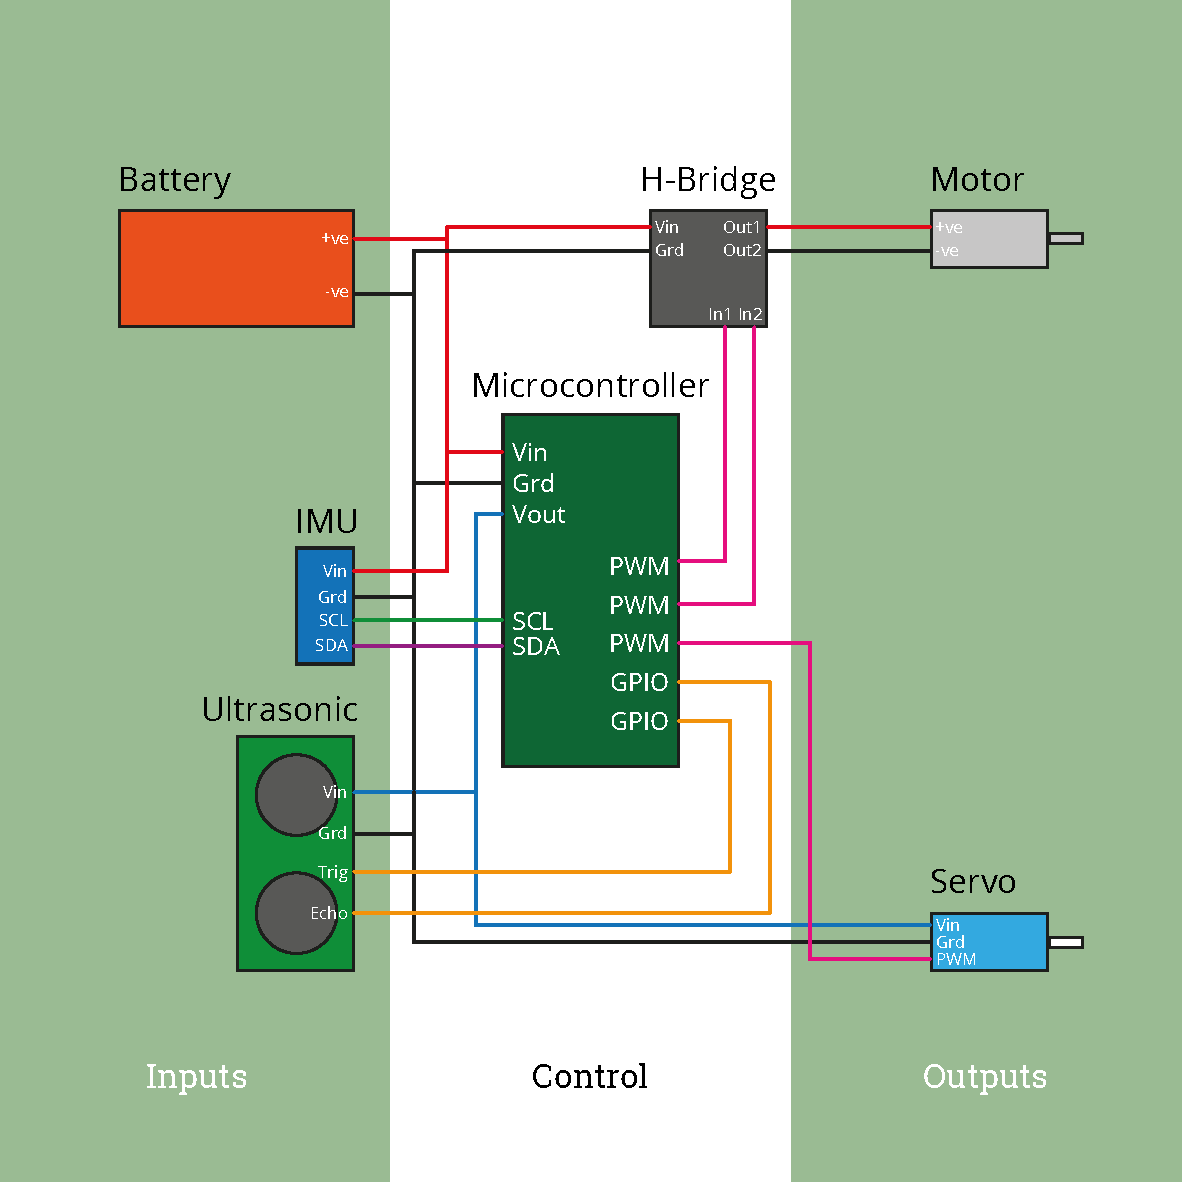 Battery
+ve
-ve
H-Bridge
Vin
Grd
Out1
Out2
In1 In2
Motor
+ve
-ve
Microcontroller
Vin
Grd
Vout
SCL
SDA
PWM
PWM
PWM
GPIO
GPIO
IMU
Vin
Grd
SCL
SDA
Ultrasonic
Vin
Grd
Trig
Echo
Servo
Vin
Grd
PWM
Inputs
Control
Outputs